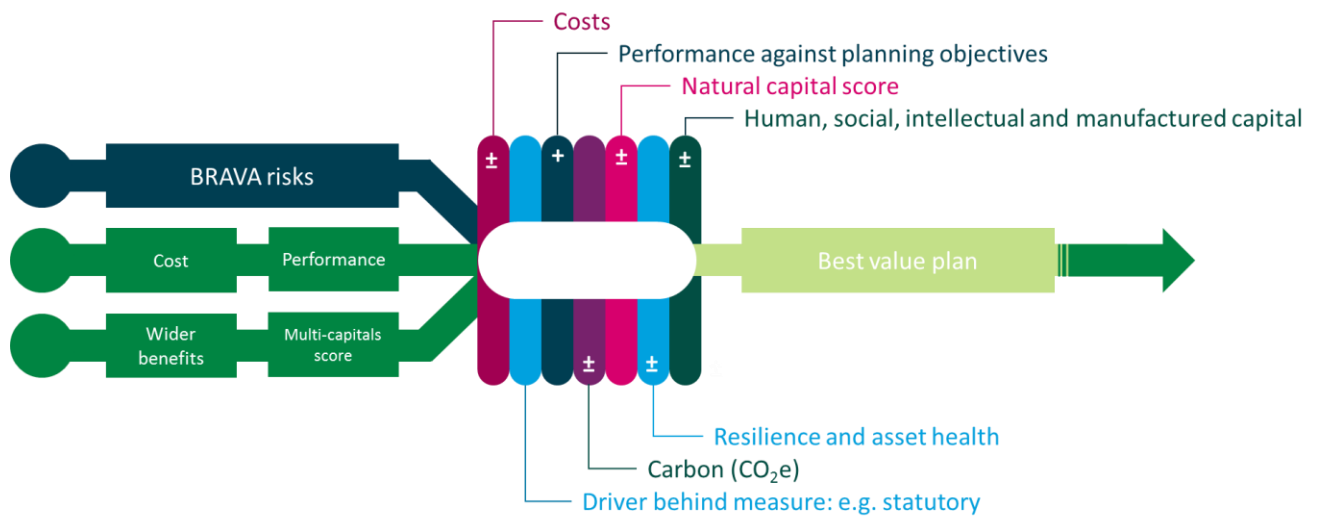 Costs
Performance against planning objectives
Natural capital score
Human, social, intellectual and manufactured capital
± + ± ±
BRAVA risks
Cost
Performance
Best value plan
Wider
benefits
Multi-capitals
score
± ±
Resilience and asset health
Carbon (CO₂e)
Driver behind measure: e.g. statutory